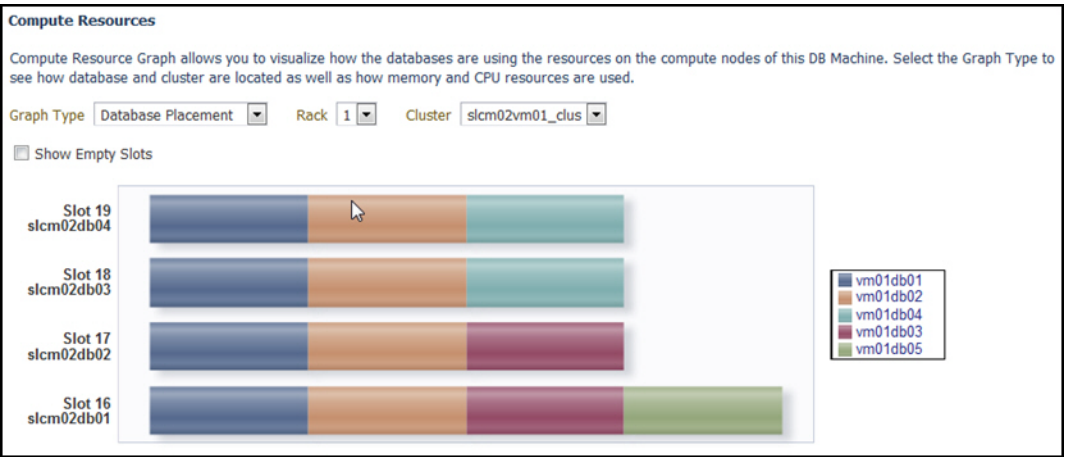 Compute Resources
Compute Resource Graph allows you to visualize how the databases are using the resources on the compute nodes of this DB Machine. Select the Graph Type to
see how database and cluster are located as well as how memory and CPU resources are used.
Graph Type Database Placement Rack 1 Cluster slcm02vm01_clus
Show Empty Slots
Slot 19
slcm02db04
Slot 18
slcm02db03
Slot 17
slcm02db02
Slot 16
slcm02db01
vm01db01
vm01db02
vm01db04
vm01db03
vm01db05